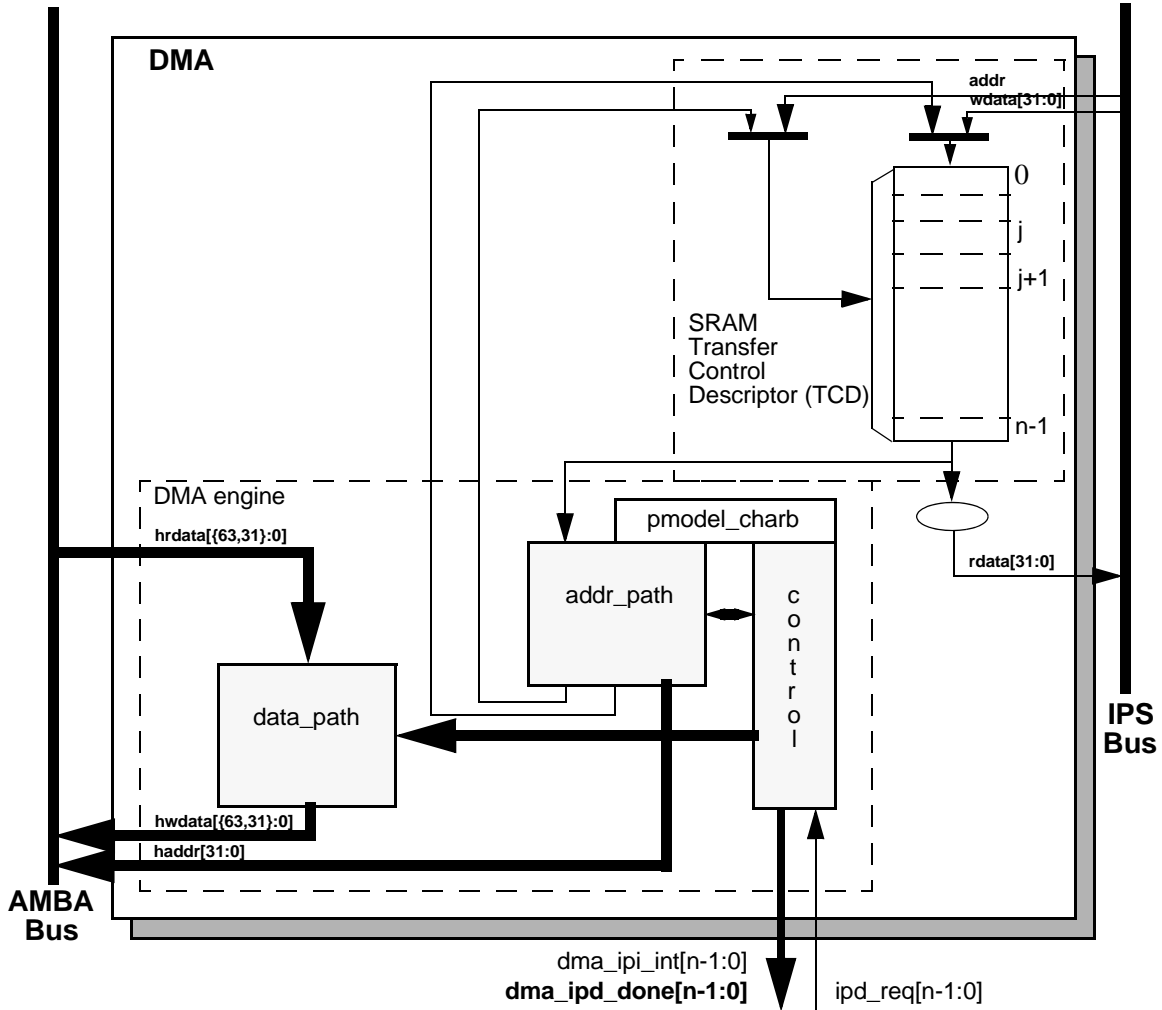 DMA
addr
wdata[31:0]
0
j
j+1
SRAM
Transfer
Control
Descriptor (TCD)
n-1
DMA engine
pmodel_charb
hrdata[{63,31}:0]
rdata[31:0]
addr_path
control
data_path
IPS
Bus
hwdata[{63,31}:0]
haddr[31:0]
AMBA
Bus
dma_ipi_int[n-1:0]
dma_ipd_done[n-1:0]
ipd_req[n-1:0]